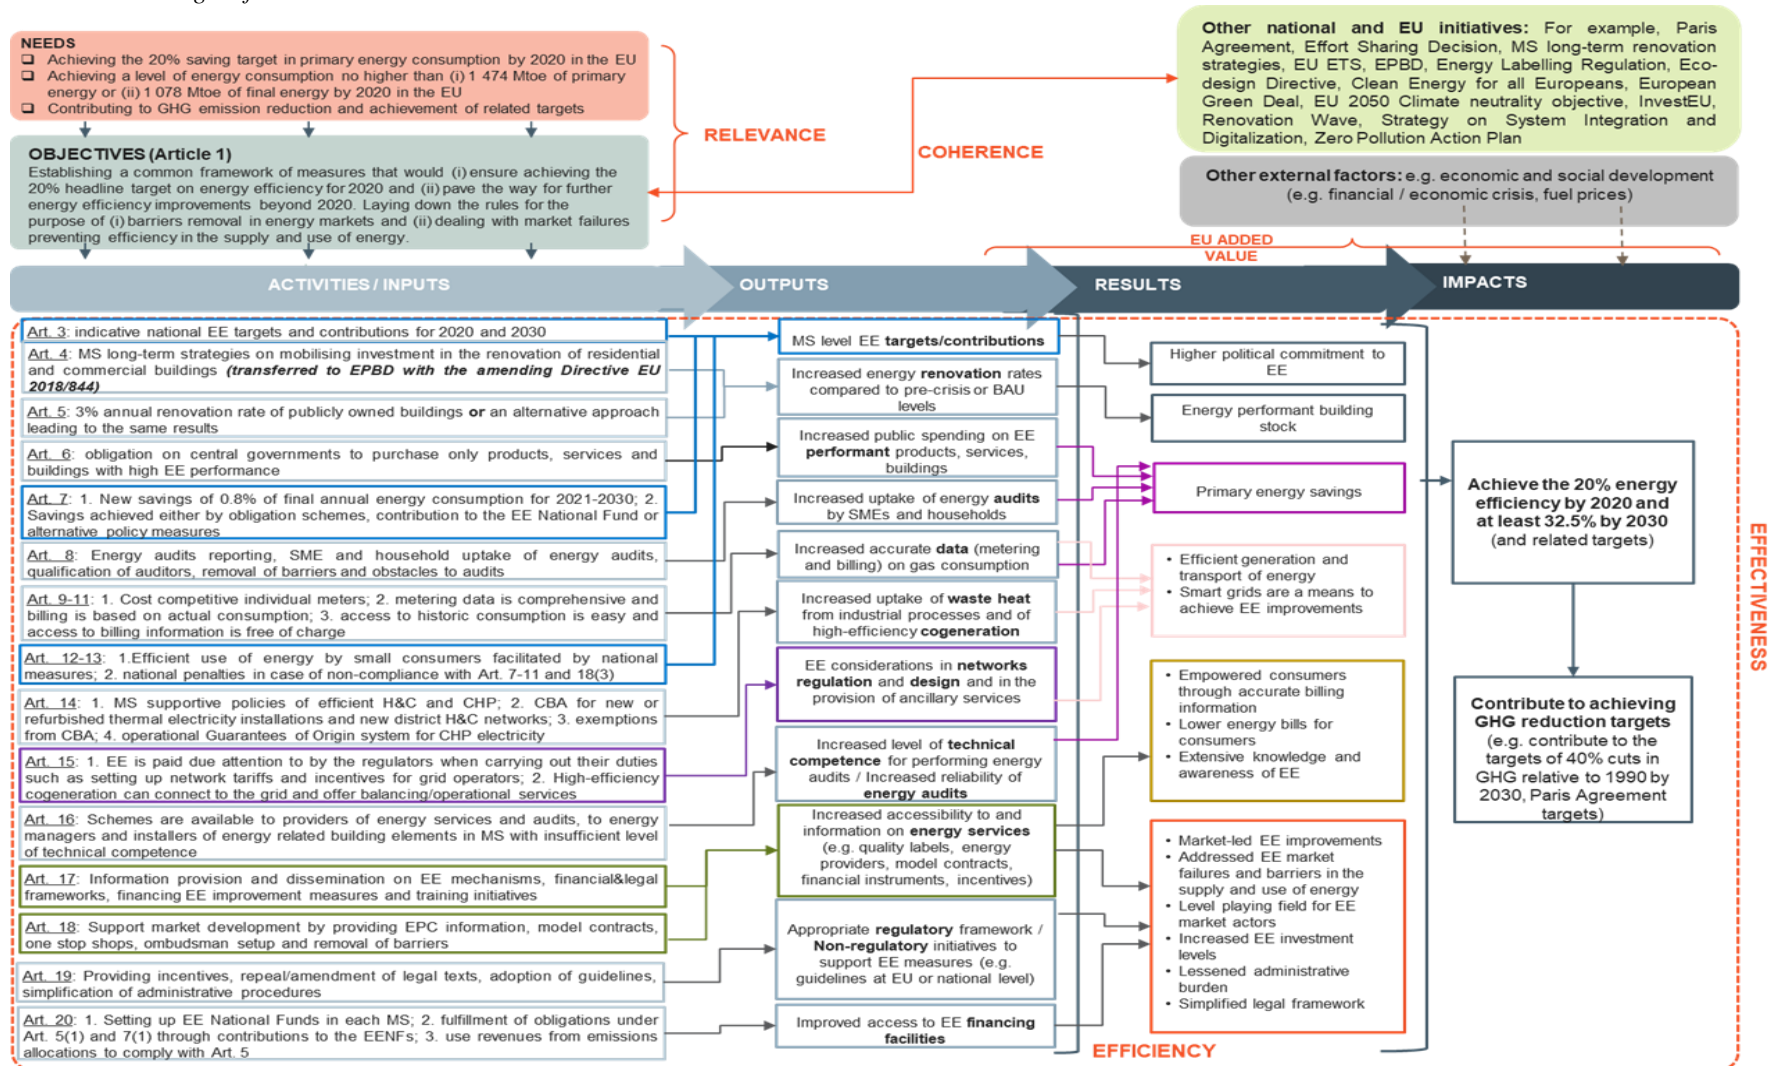 NEEDS
❑ Achieving the 20% saving target in primary energy consumption by 2020 in the EU
❑ Achieving a level of energy consumption no higher than (i) 1 474 Mtoe of primary
energy or (ii) 1 078 Mtoe of final energy by 2020 in the EU
❑ Contributing to GHG emission reduction and achievement of related targets
OBJECTIVES (Article 1)
Establishing a common framework of measures that would (i) ensure achieving the
20% headline target on energy efficiency for 2020 and (ii) pave the way for further
energy efficiency improvements beyond 2020. Laying down the rules for the
purpose of (i) barriers removal in energy markets and (ii) dealing with market failures
preventing efficiency in the supply and use of energy.
RELEVANCE
COHERENCE
Other national and EU initiatives: For example, Paris
Agreement, Effort Sharing Decision, MS long-term renovation
strategies, EU ETS, EPBD, Energy Labelling Regulation, Eco-
design Directive, Clean Energy for all Europeans, European
Green Deal, EU 2050 Climate neutrality objective, InvestEU,
Renovation Wave, Strategy on System Integration and
Digitalization, Zero Pollution Action Plan
Other external factors: e.g. economic and social development
(e.g. financial / economic crisis, fuel prices)
EU ADDED
VALUE
ACTIVITIES / INPUTS
OUTPUTS
RESULTS
IMPACTS
Art. 3: indicative national EE targets and contributions for 2020 and 2030
Art. 4: MS long-term strategies on mobilising investment in the renovation of residential
and commercial buildings (transferred to EPBD with the amending Directive EU
2018/844)
Art. 5: 3% annual renovation rate of publicly owned buildings or an alternative approach
leading to the same results
Art. 6: obligation on central governments to purchase only products, services and
buildings with high EE performance
Art. 7: 1. New savings of 0.8% of final annual energy consumption for 2021-2030; 2.
Savings achieved either by obligation schemes, contribution to the EE National Fund or
alternative policy measures
Art. 8: Energy audits reporting, SME and household uptake of energy audits,
qualification of auditors, removal of barriers and obstacles to audits
Art. 9-11: 1. Cost competitive individual meters; 2. metering data is comprehensive and
billing is based on actual consumption; 3. access to historic consumption is easy and
access to billing information is free of charge
Art. 12-13: 1.Efficient use of energy by small consumers facilitated by national
measures; 2. national penalties in case of non-compliance with Art. 7-11 and 18(3)
Art. 14: 1. MS supportive policies of efficient H&C and CHP; 2. CBA for new or
refurbished thermal electricity installations and new district H&C networks; 3. exemptions
from CBA; 4. operational Guarantees of Origin system for CHP electricity
Art. 15: 1. EE is paid due attention to by the regulators when carrying out their duties
such as setting up network tariffs and incentives for grid operators; 2. High-efficiency
cogeneration can connect to the grid and offer balancing/operational services
Art. 16: Schemes are available to providers of energy services and audits, to energy
managers and installers of energy related building elements in MS with insufficient level
of technical competence
Art. 17: Information provision and dissemination on EE mechanisms, financial&legal
frameworks, financing EE improvement measures and training initiatives
Art. 18: Support market development by providing EPC information, model contracts,
one stop shops, ombudsman setup and removal of barriers
Art. 19: Providing incentives, repeal/amendment of legal texts, adoption of guidelines,
simplification of administrative procedures
Art. 20: 1. Setting up EE National Funds in each MS; 2. fulfillment of obligations under
Art. 5(1) and 7(1) through contributions to the EENFs; 3. use revenues from emissions
allocations to comply with Art. 5
MS level EE targets/contributions
Increased energy renovation rates
compared to pre-crisis or BAU
levels
Increased public spending on EE
performant products, services,
buildings
Increased uptake of energy audits
by SMEs and households
Increased accurate data (metering
and billing) on gas consumption
Increased uptake of waste heat
from industrial processes and of
high-efficiency cogeneration
EE considerations in networks
regulation and design and in the
provision of ancillary services
Increased level of technical
competence for performing energy
audits / Increased reliability of
energy audits
Increased accessibility to and
information on energy services
(e.g. quality labels, energy
providers, model contracts,
financial instruments, incentives)
Appropriate regulatory framework /
Non-regulatory initiatives to
support EE measures (e.g.
guidelines at EU or national level)
Improved access to EE financing
facilities
Higher political commitment to
EE
Energy performant building
stock
Primary energy savings
• Efficient generation and
transport of energy
• Smart grids are a means to
achieve EE improvements
• Empowered consumers
through accurate billing
information
• Lower energy bills for
consumers
• Extensive knowledge and
awareness of EE
• Market-led EE improvements
• Addressed EE market
failures and barriers in the
supply and use of energy
• Level playing field for EE
market actors
• Increased EE investment
levels
• Lessened administrative
burden
• Simplified legal framework
EFFICIENCY
Achieve the 20% energy
efficiency by 2020 and
at least 32.5% by 2030
(and related targets)
Contribute to achieving
GHG reduction targets
(e.g. contribute to the
targets of 40% cuts in
GHG relative to 1990 by
2030, Paris Agreement
targets)
EFFECTIVENESS